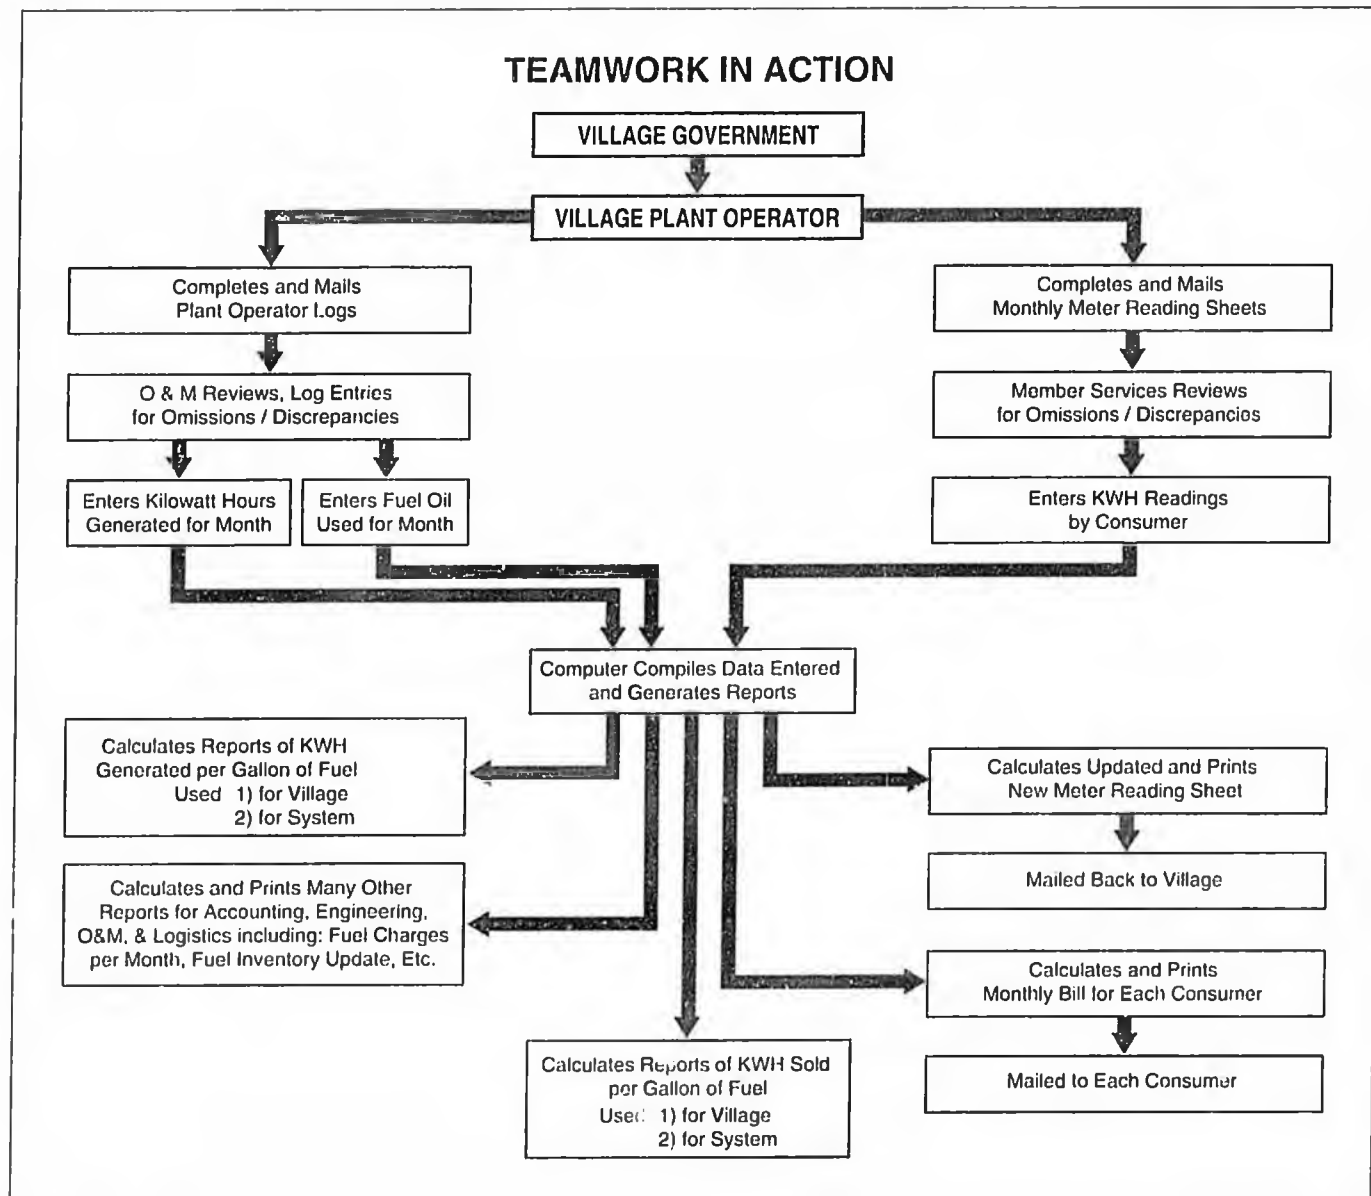 TEAMWORK IN ACTION
VILLAGE GOVERNMENT
VILLAGE PLANT OPERATOR
Completes and Mails
Plant Operator Logs
Completes and Mails
Monthly Meter Reading Sheets
O & M Reviews, Log Entries
for Omissions / Discrepancies
Member Services Reviews
for Omissions / Discrepancies
Enters Kilowatt Hours
Generated for Month
Enters Fuel Oil
Used for Month
Enters KWH Readings
by Consumer
Computer Compiles Data Entered
and Generates Reports
Calculates Reports of KWH
Generated per Gallon of Fuel
Used 1) for Village
2) for System
Calculates Updated and Prints
New Meter Reading Sheet
Mailed Back to Village
Calculates and Prints Many Other
Reports for Accounting, Engineering,
O&M, & Logistics including: Fuel Charges
per Month, Fuel Inventory Update, Etc.
Calculates and Prints
Monthly Bill for Each Consumer
Mailed to Each Consumer
Calculates Reports of KWH Sold
per Gallon of Fuel
Used: 1) for Village
2) for System